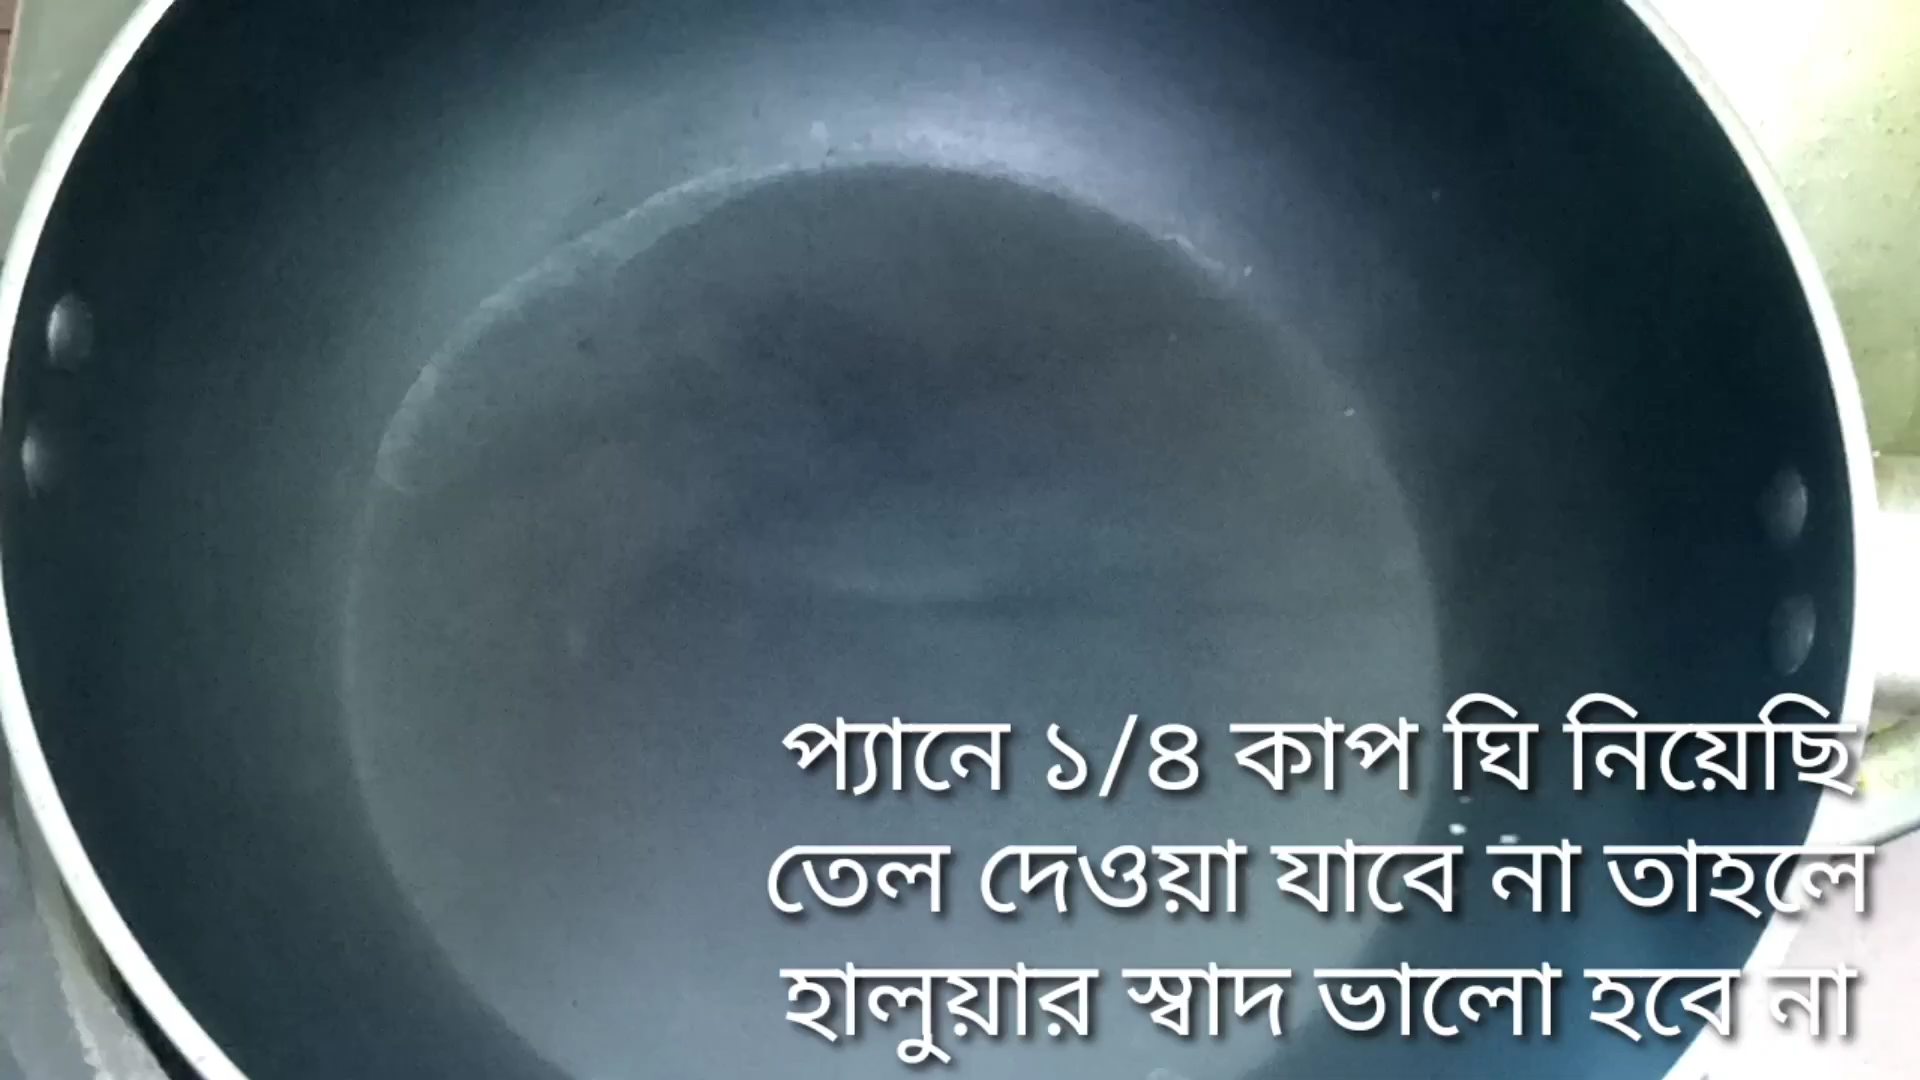 প্যানে ১/৪ কাপ ঘি নিয়েছি
তেল দেওয়া যাবে না তাহলে
হালুয়ার স্বাদ ভালো হবে না